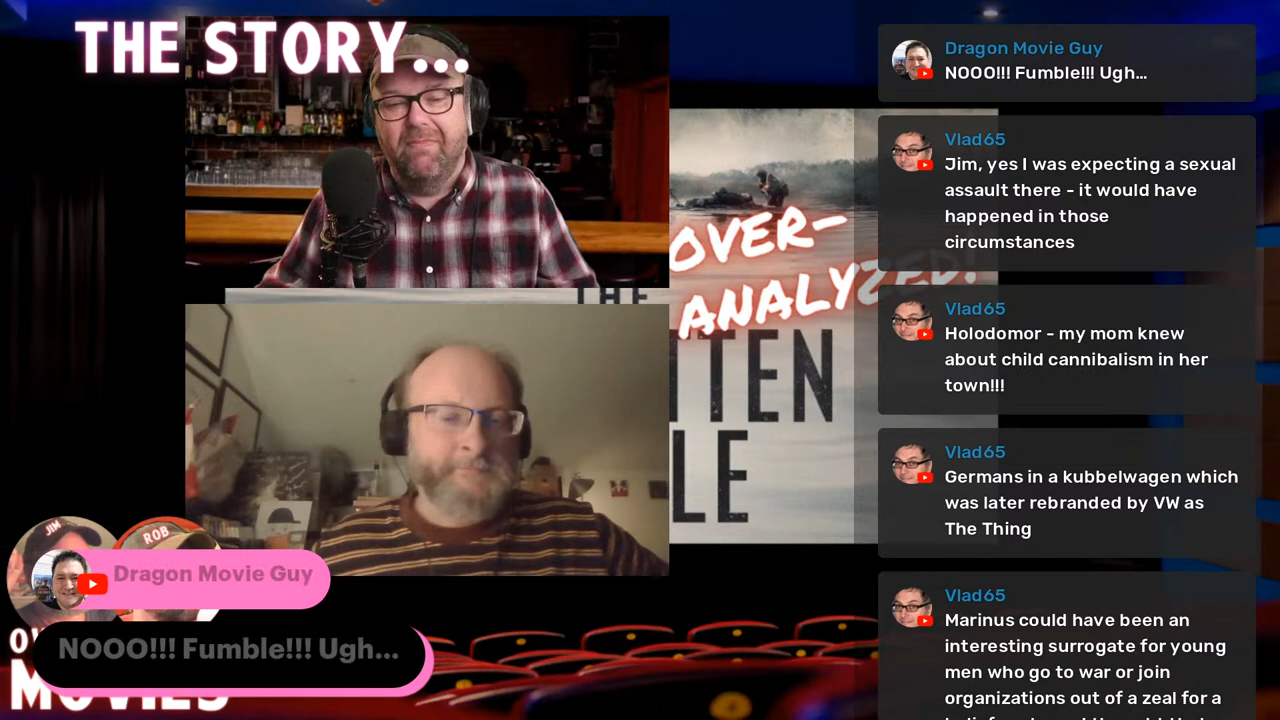 THE STORY...
THE
OVER-
ANALYZED!
TTEN
LE
JIM
ROB
Dragon Movie Guy
NOOO!!! Fumble!!! Ugh...
MOVIES
Dragon Movie Guy
NOOO!!! Fumble!!! Ugh...
Vlad65
Jim, yes I was expecting a sexual
assault there - it would have
happened in those
circumstances
Vlad65
Holodomor - my mom knew
about child cannibalism in her
town!!!
Vlad65
Germans in a kubbelwagen which
was later rebranded by VW as
The Thing
Vlad65
Marinus could have been an
interesting surrogate for young
men who go to war or join
organizations out of a zeal for a